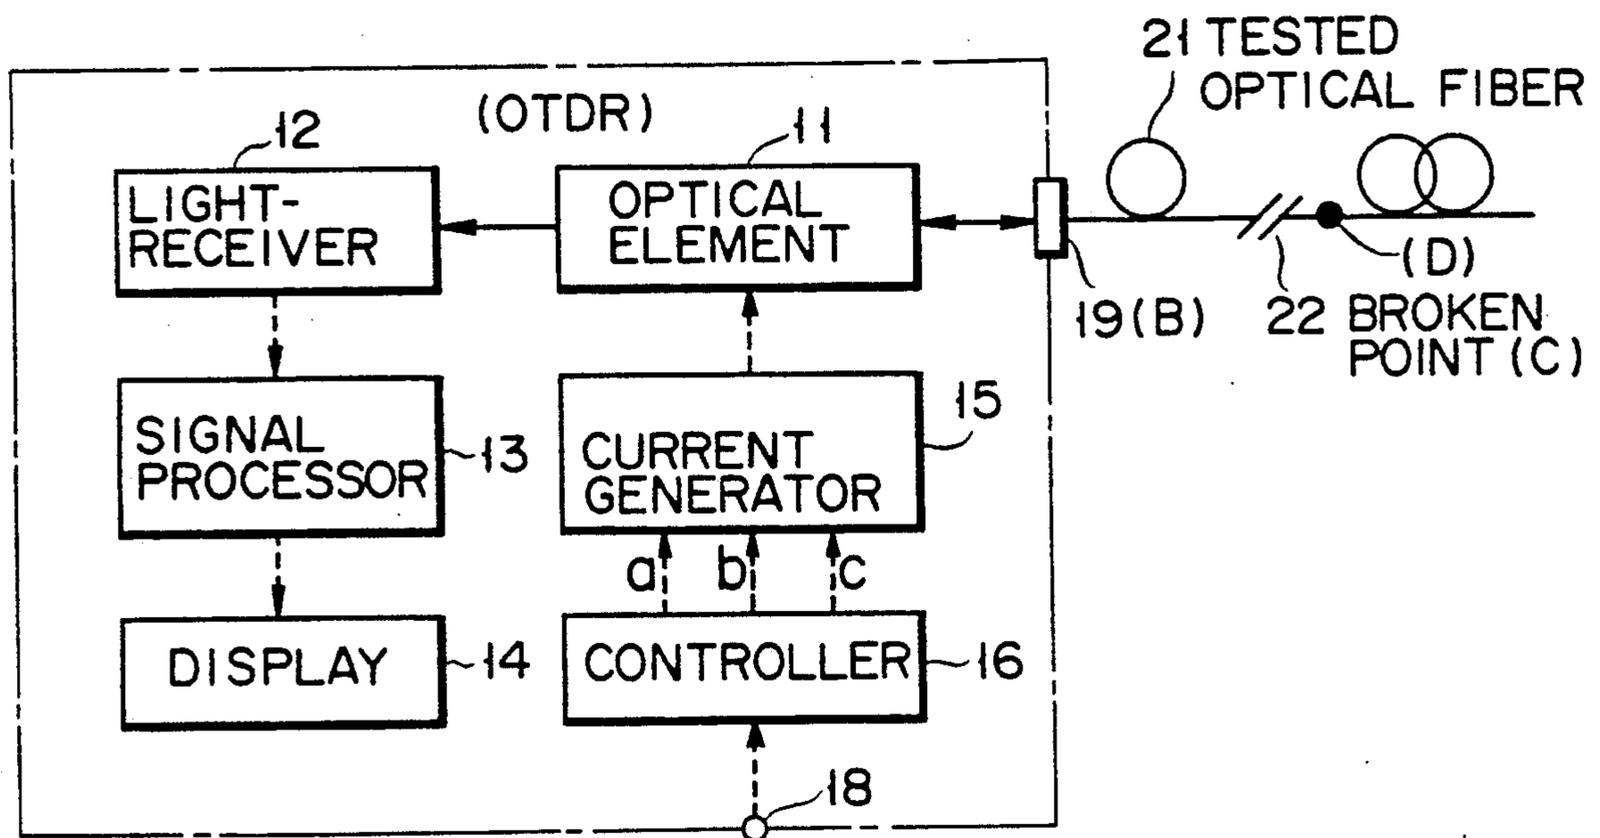 21 TESTED
OPTICAL FIBER
(OTDR)
12
11
LIGHT-
RECEIVER
OPTICAL
ELEMENT
(D)
19(B)
22 BROKEN
POINT(C)
SIGNAL
PROCESSOR
13
CURRENT
GENERATOR
15
a
b
c
DISPLAY
14
CONTROLLER
16
18